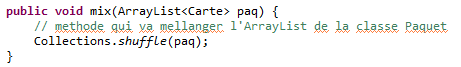 public void mix(ArrayList<Carte> paq) {
// methode qui va mellanger l'ArrayList de la classe Paquet
Collections.shuffle(paq);
}